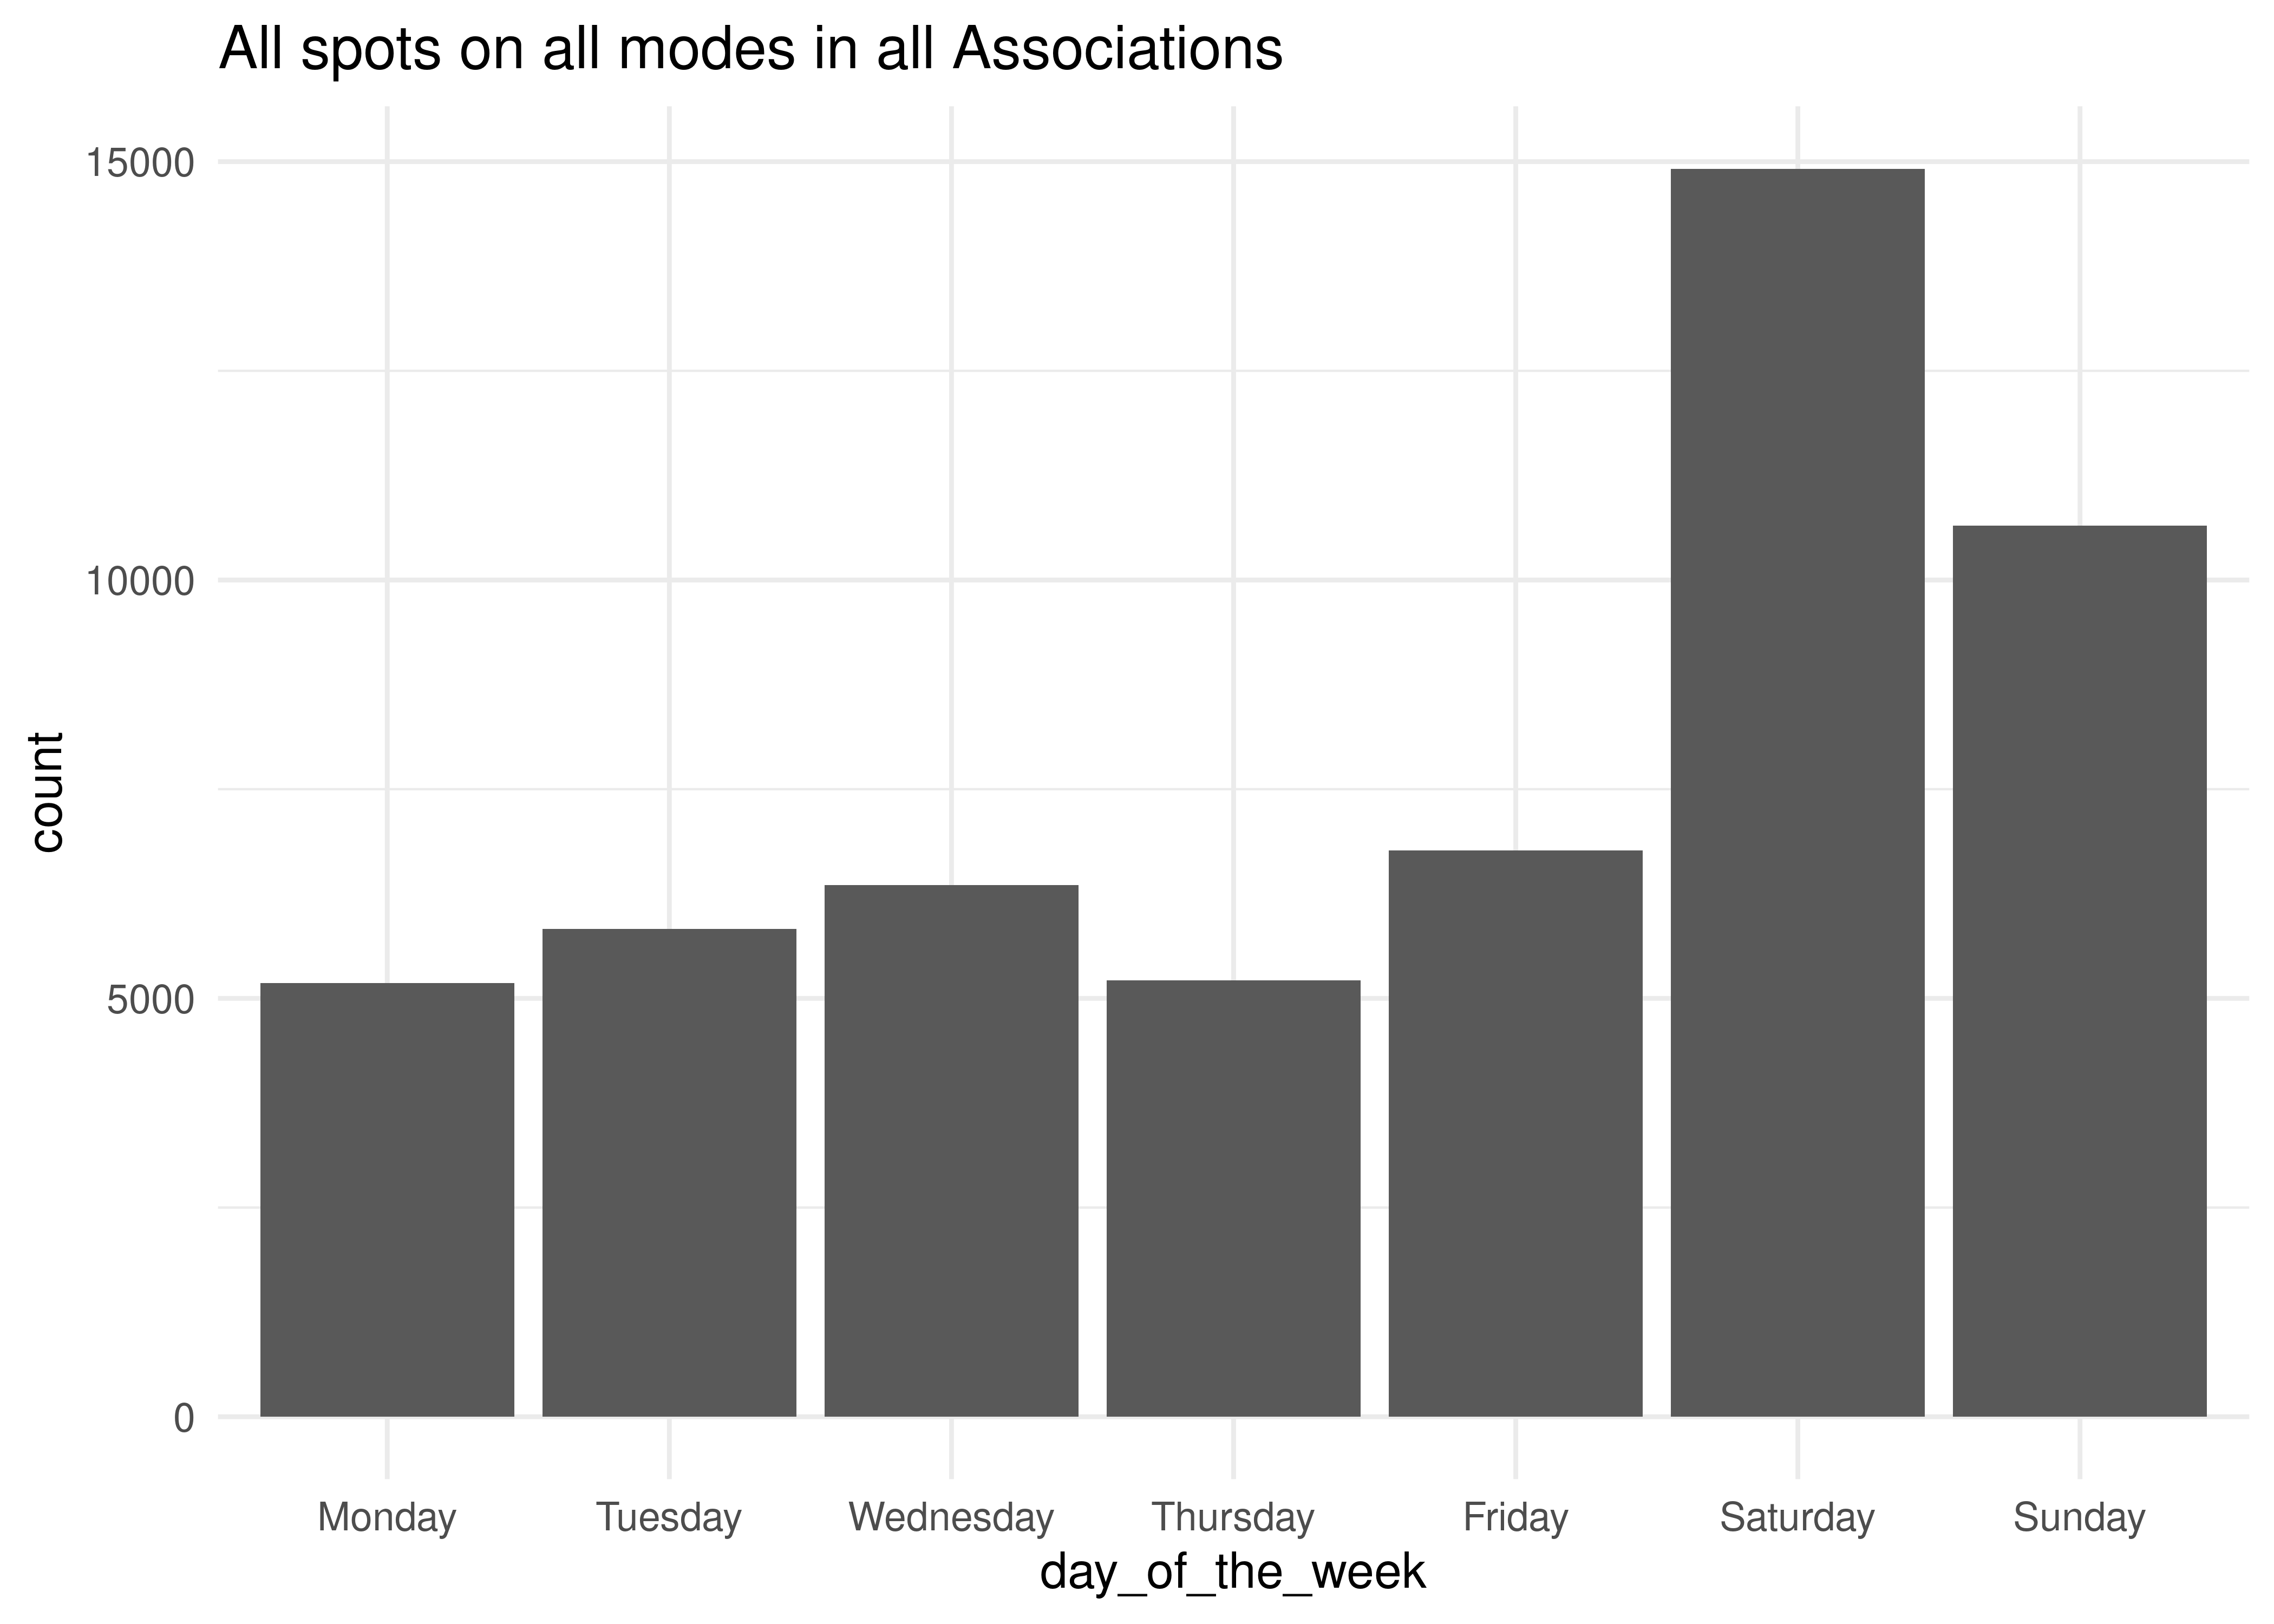 All spots on all modes in all Associations
15000
10000
5000
0
count
Monday Tuesday Wednesday Thursday Friday Saturday Sunday
day_of_the_week